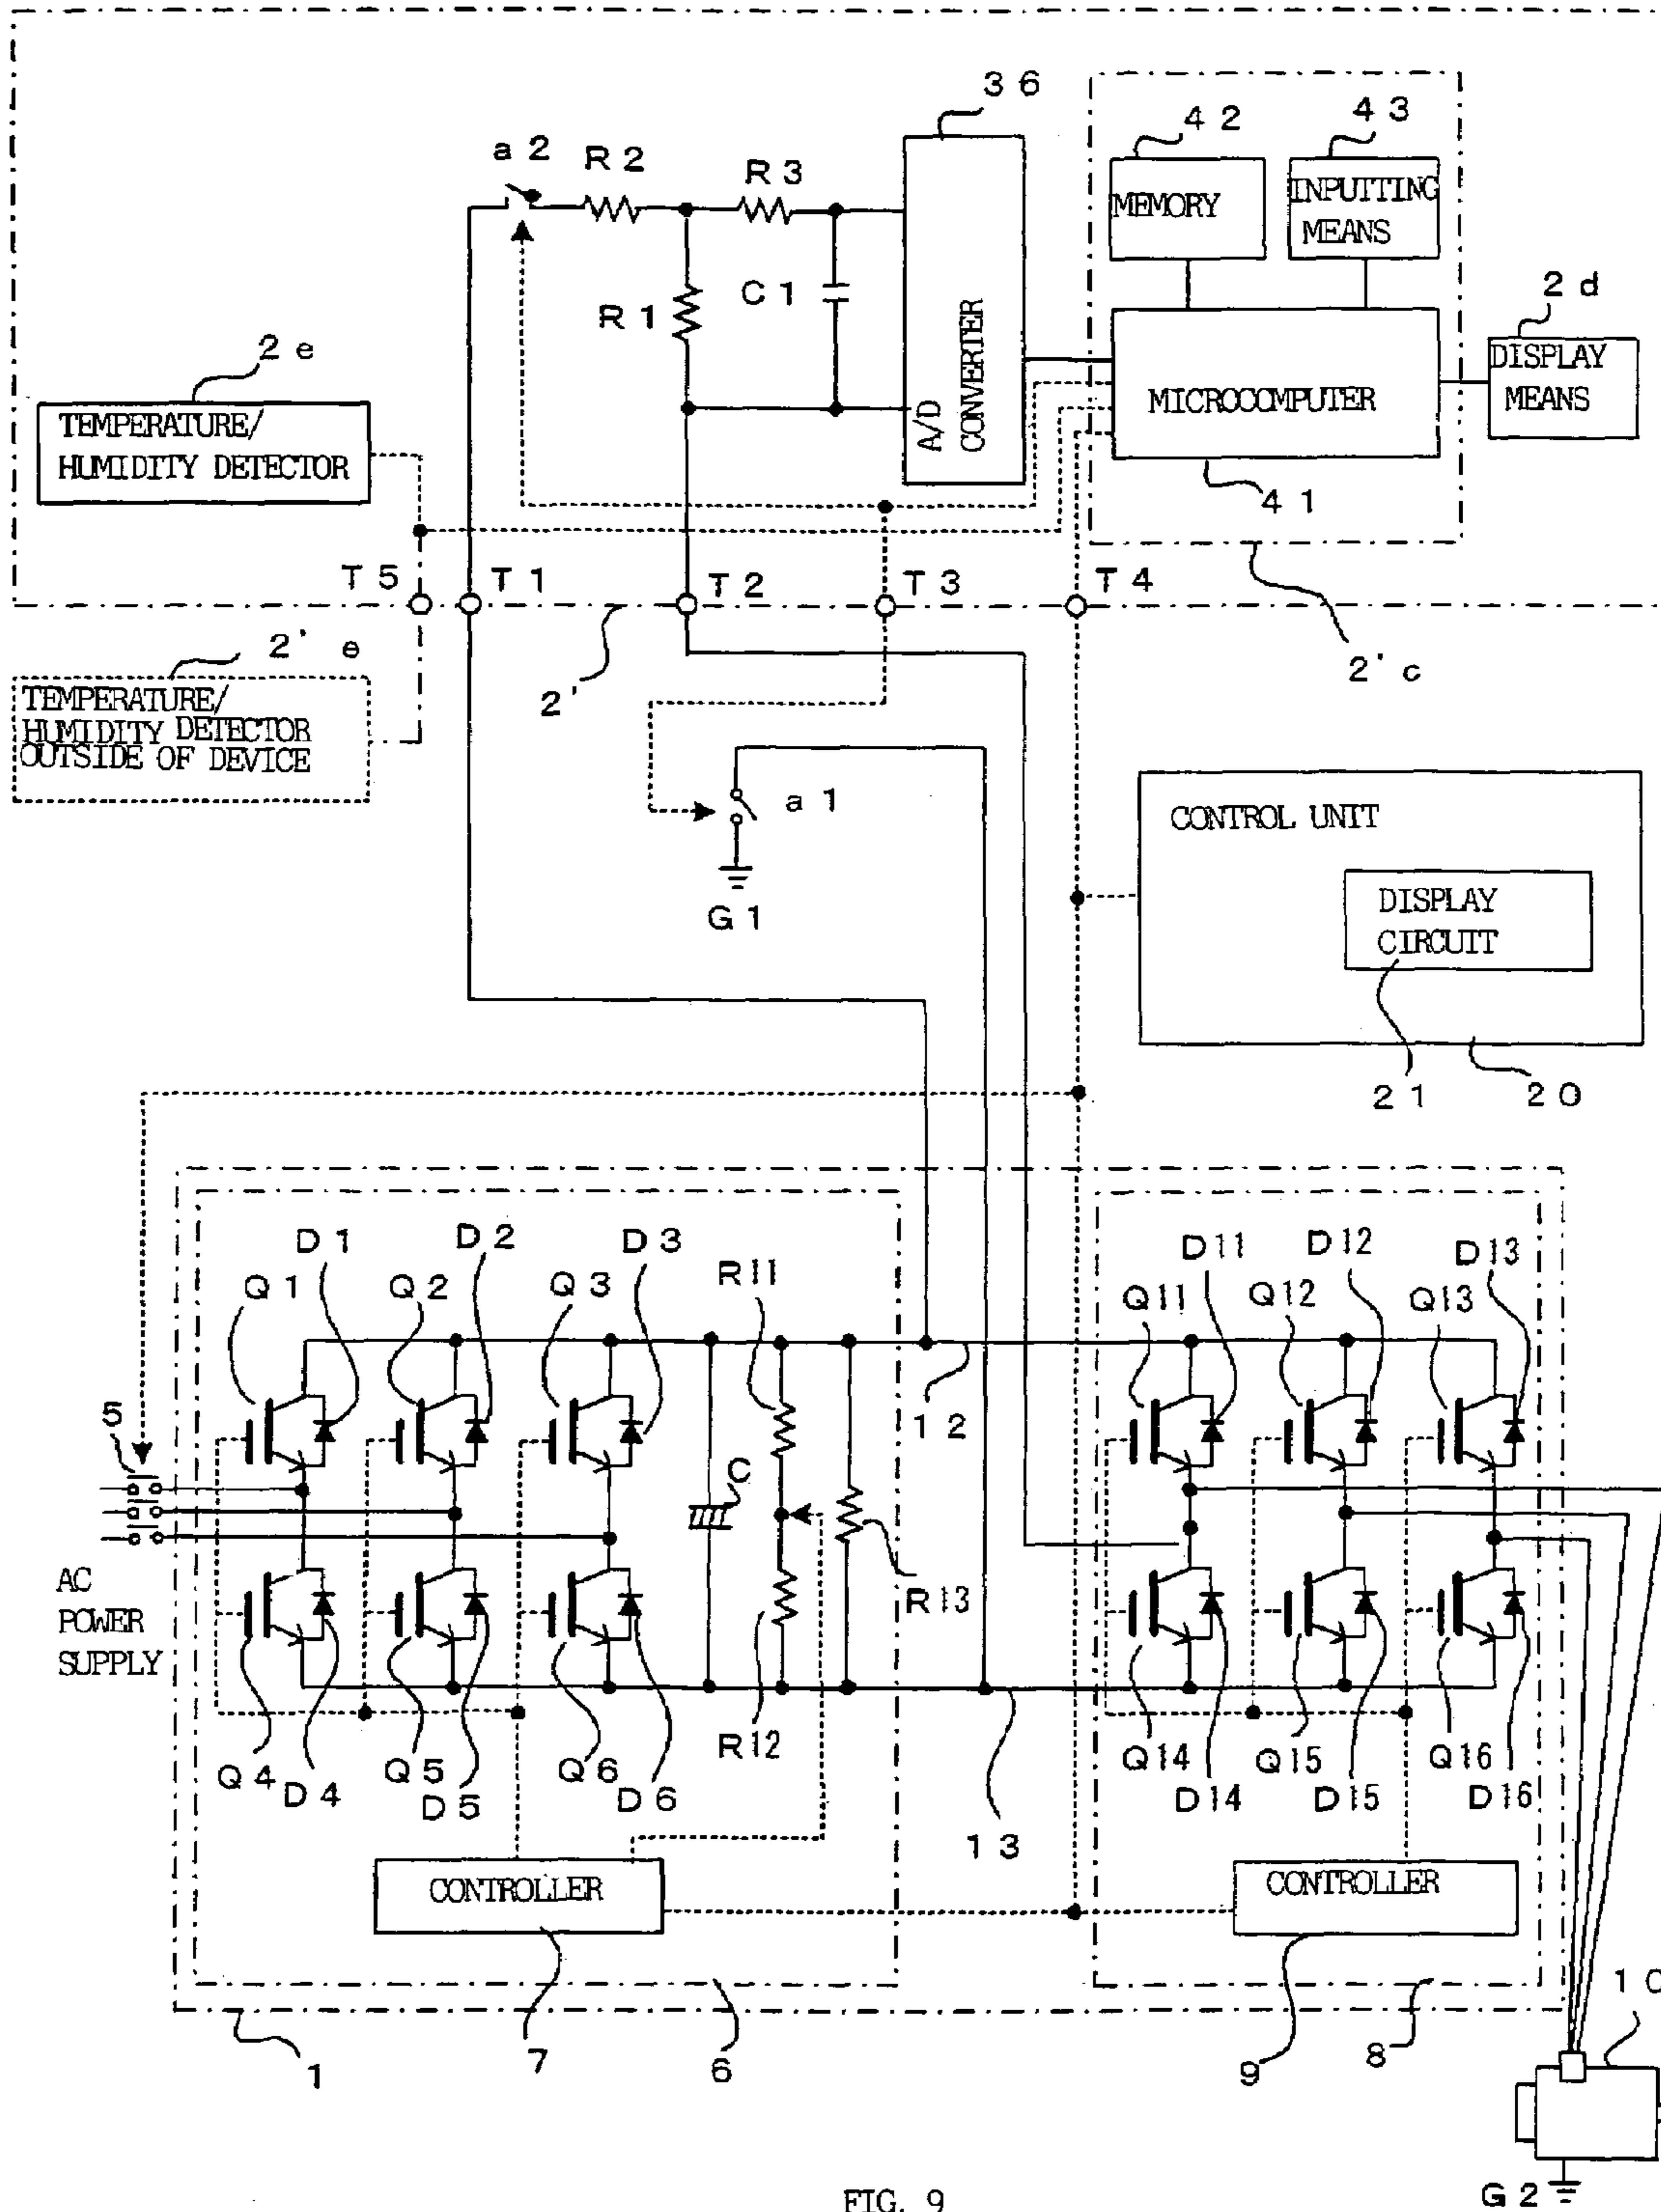 36
42
43
a2
R2
R3
MEMORY
INPUTTING
MEANS
C1
R1
A/D
CONVERTER
2d
2e
DISPLAY
MEANS
MICROCOMPUTER
TEMPERATURE/
HUMIDITY DETECTOR
41
T5
T1
T2
T3
T4
2'e
2'
2'c
TEMPERATURE/
HUMIDITY DETECTOR
OUTSIDE OF DEVICE
a1
CONTROL UNIT
G1
DISPLAY
CIRCUIT
21
20
D1
D2
D3
R11
D11
D12
D13
Q1
Q2
Q3
Q11
Q12
Q13
5
12
C
AC
POWER
SUPPLY
R13
R12
Q4
D4
Q5
D5
Q6
D6
Q14
D14
Q15
D15
Q16
D16
13
CONTROLLER
CONTROLLER
10
1
7
6
9
8
G2
FIG. 9